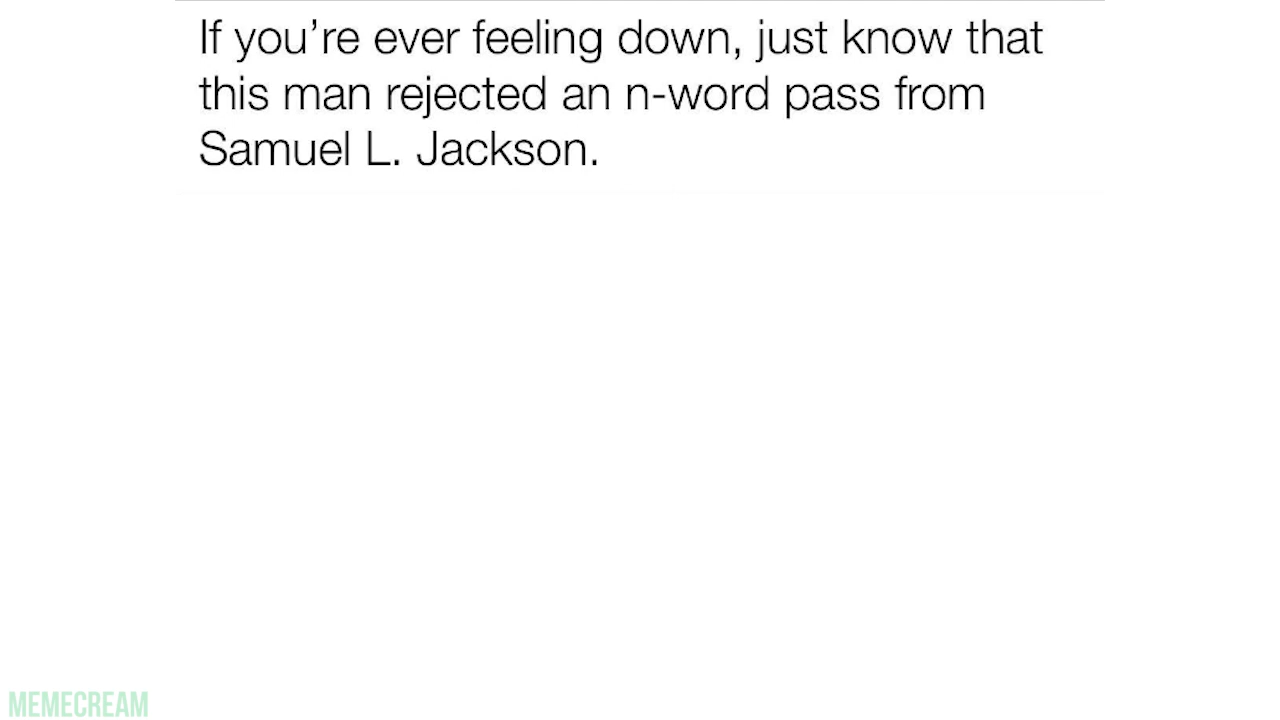 If you’re ever feeling down, just know that
this man rejected an n-word pass from
Samuel L. Jackson.
MEMECREAM